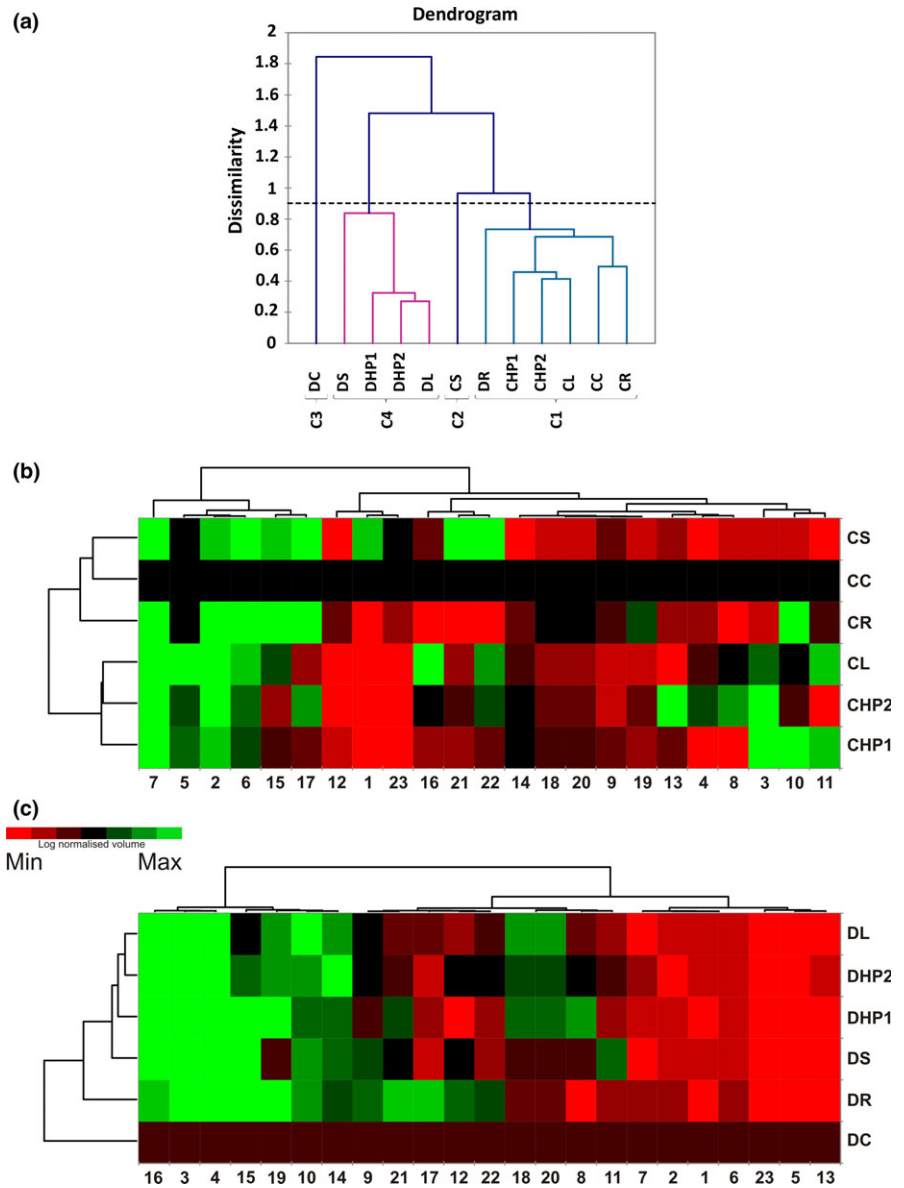 (a)
Dendrogram
2
1.8
1.6
1.4
1.2
1
0.8
0.6
0.4
0.2
0
Dissimilarity
DC DS DHP1 DHP2 DL CS DR CHP1 CHP2 CL CC CR
C3 C4 C2 C1
(b)
CS
CC
CR
CL
CHP2
CHP1
7 5 2 6 15 17 12 1 23 16 21 22 14 18 20 9 19 13 4 8 3 10 11
(c)
Log normalised volume
Min Max
DL
DHP2
DHP1
DS
DR
DC
16 3 4 15 19 10 14 9 21 17 12 22 18 20 8 11 7 2 1 6 23 5 13